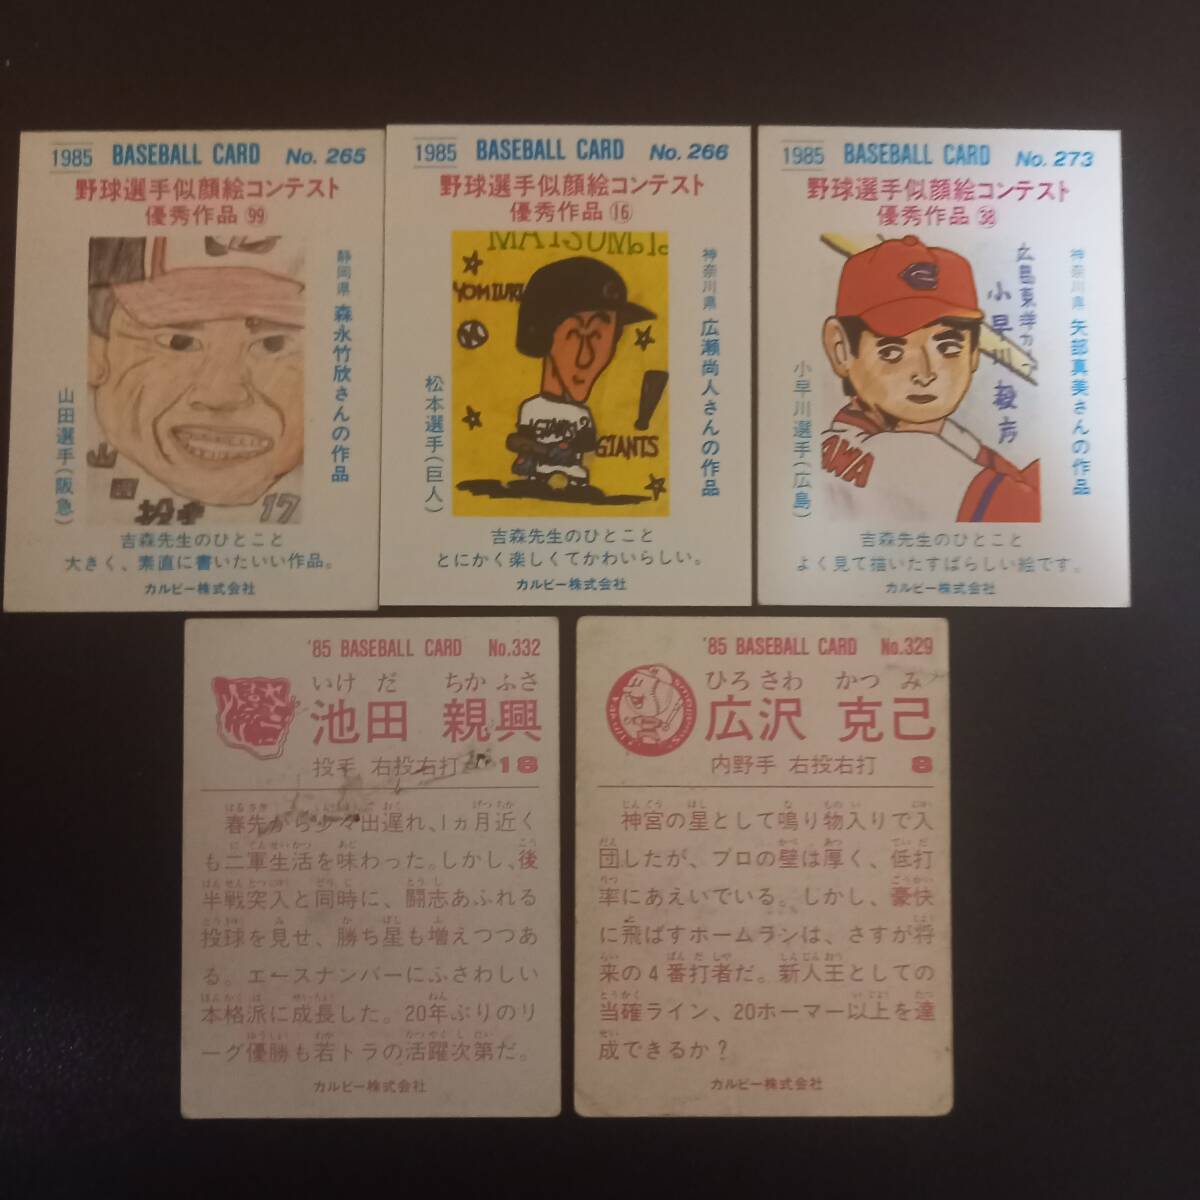 1985 BASEBALL CARD No. 265
野球選手似顔絵コンテスト
優秀作品 99
静岡県 森永竹欣さんの作品
山田選手(阪急)
17
吉森先生のひとこと
大きく、素直に書いたいい作品。
カルビー株式会社
1985 BASEBALL CARD No. 266
野球選手似顔絵コンテスト
優秀作品 ⑯
YOMIURI
GIANTS
GIANTS
神奈川県 広瀬尚人さんの作品
松本選手(巨人)
吉森先生のひとこと
とにかく楽しくてかわいらしい。
カルビー株式会社
1985 BASEBALL CARD No. 273
野球選手似顔絵コンテスト
優秀作品 ㊳
小早川毅彦
神奈川県 矢部真美さんの作品
小早川選手(広島)
吉森先生のひとこと
よく見て描いたすばらしい絵です。
カルビー株式会社
'85 BASEBALL CARD No.332
いけ だ ちか ふさ
池田 親興
投手 右投右打 18
春先から少々出遅れ、1ヵ月近く
も二軍生活を味わった。しかし、後
半戦突入と同時に、闘志あふれる
投球を見せ、勝ち星も増えつつあ
る。エースナンバーにふさわしい
本格派に成長した。20年ぶりのリ
ーグ優勝も若トラの活躍次第だ。
カルビー株式会社
'85 BASEBALL CARD No.329
ひろ さわ かつ み
広沢 克己
内野手 右投右打 8
神宮の星として鳴り物入りで入
団したが、プロの壁は厚く、低打
率にあえいでいる。しかし、豪快
に飛ばすホームランは、さすが将
来の4番打者だ。新人王としての
当確ライン、20ホーマー以上を達
成できるか?
カルビー株式会社